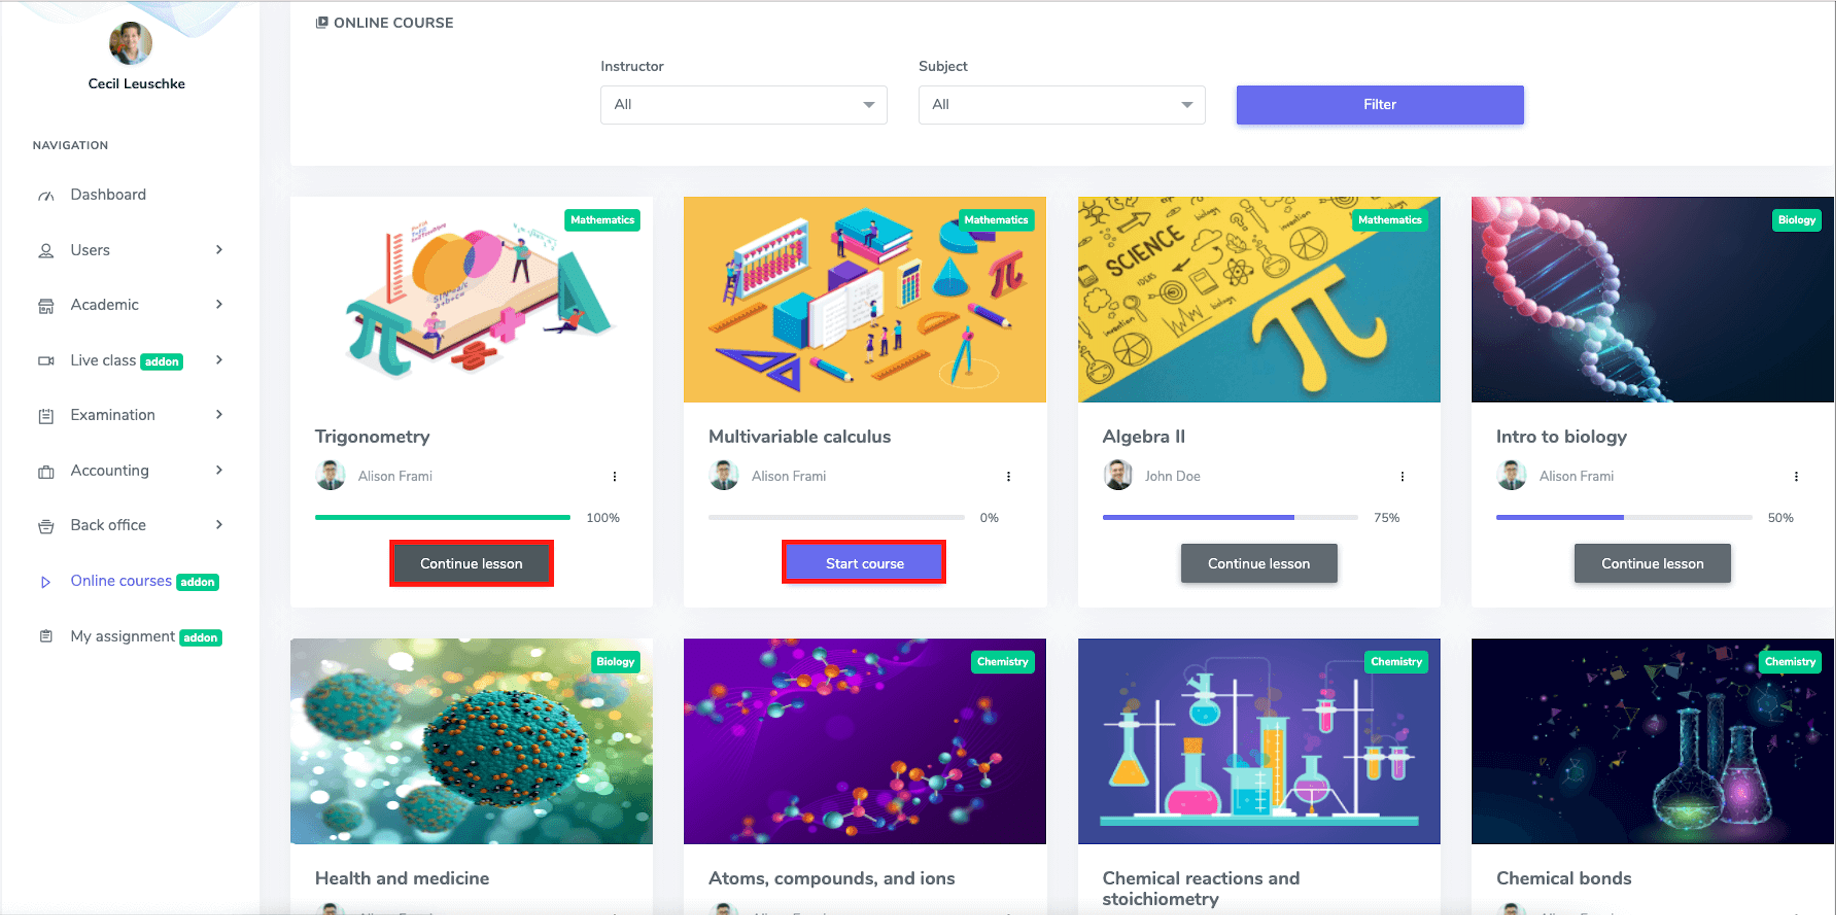 ONLINE COURSE
Cecil Leuschke
NAVIGATION
Dashboard
Users
Academic
Live class addon
Examination
Accounting
Back office
Online courses addon
My assignment addon
Instructor
All
Subject
All
Filter
Mathematics
Trigonometry
Alison Frami
100%
Continue lesson
Mathematics
Multivariable calculus
Alison Frami
0%
Start course
Mathematics
SCIENCE
biology
IDEAS
invention
biology
Algebra II
John Doe
75%
Continue lesson
Biology
Intro to biology
Alison Frami
50%
Continue lesson
Biology
Health and medicine
Chemistry
Atoms, compounds, and ions
Chemistry
Chemical reactions and
stoichiometry
Chemistry
Chemical bonds